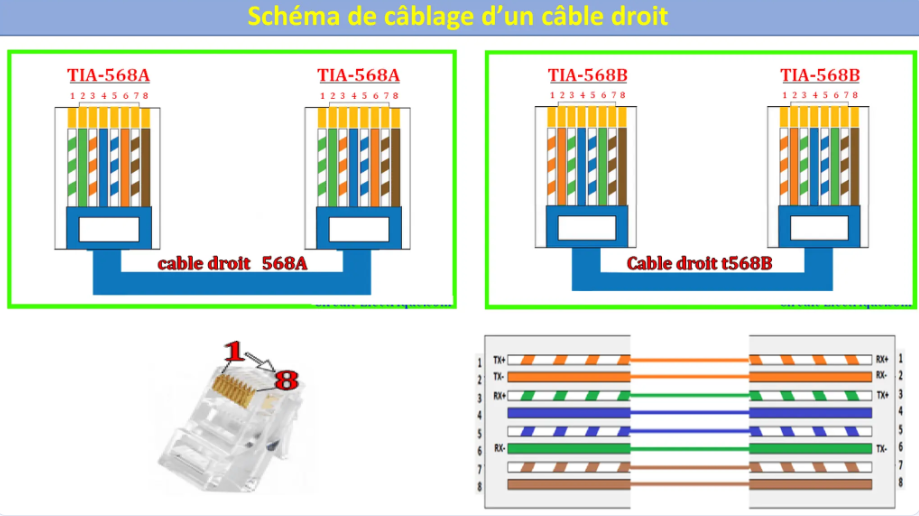 Schéma de câblage d’un câble droit
TIA-568A
1 2 3 4 5 6 7 8
TIA-568A
1 2 3 4 5 6 7 8
cable droit 568A
TIA-568B
1 2 3 4 5 6 7 8
TIA-568B
1 2 3 4 5 6 7 8
Cable droit t568B
1
8
1 TX+ RX+ 1
2 TX- RX- 2
3 RX+ TX+ 3
4 4
5 5
6 RX- TX- 6
7 7
8 8